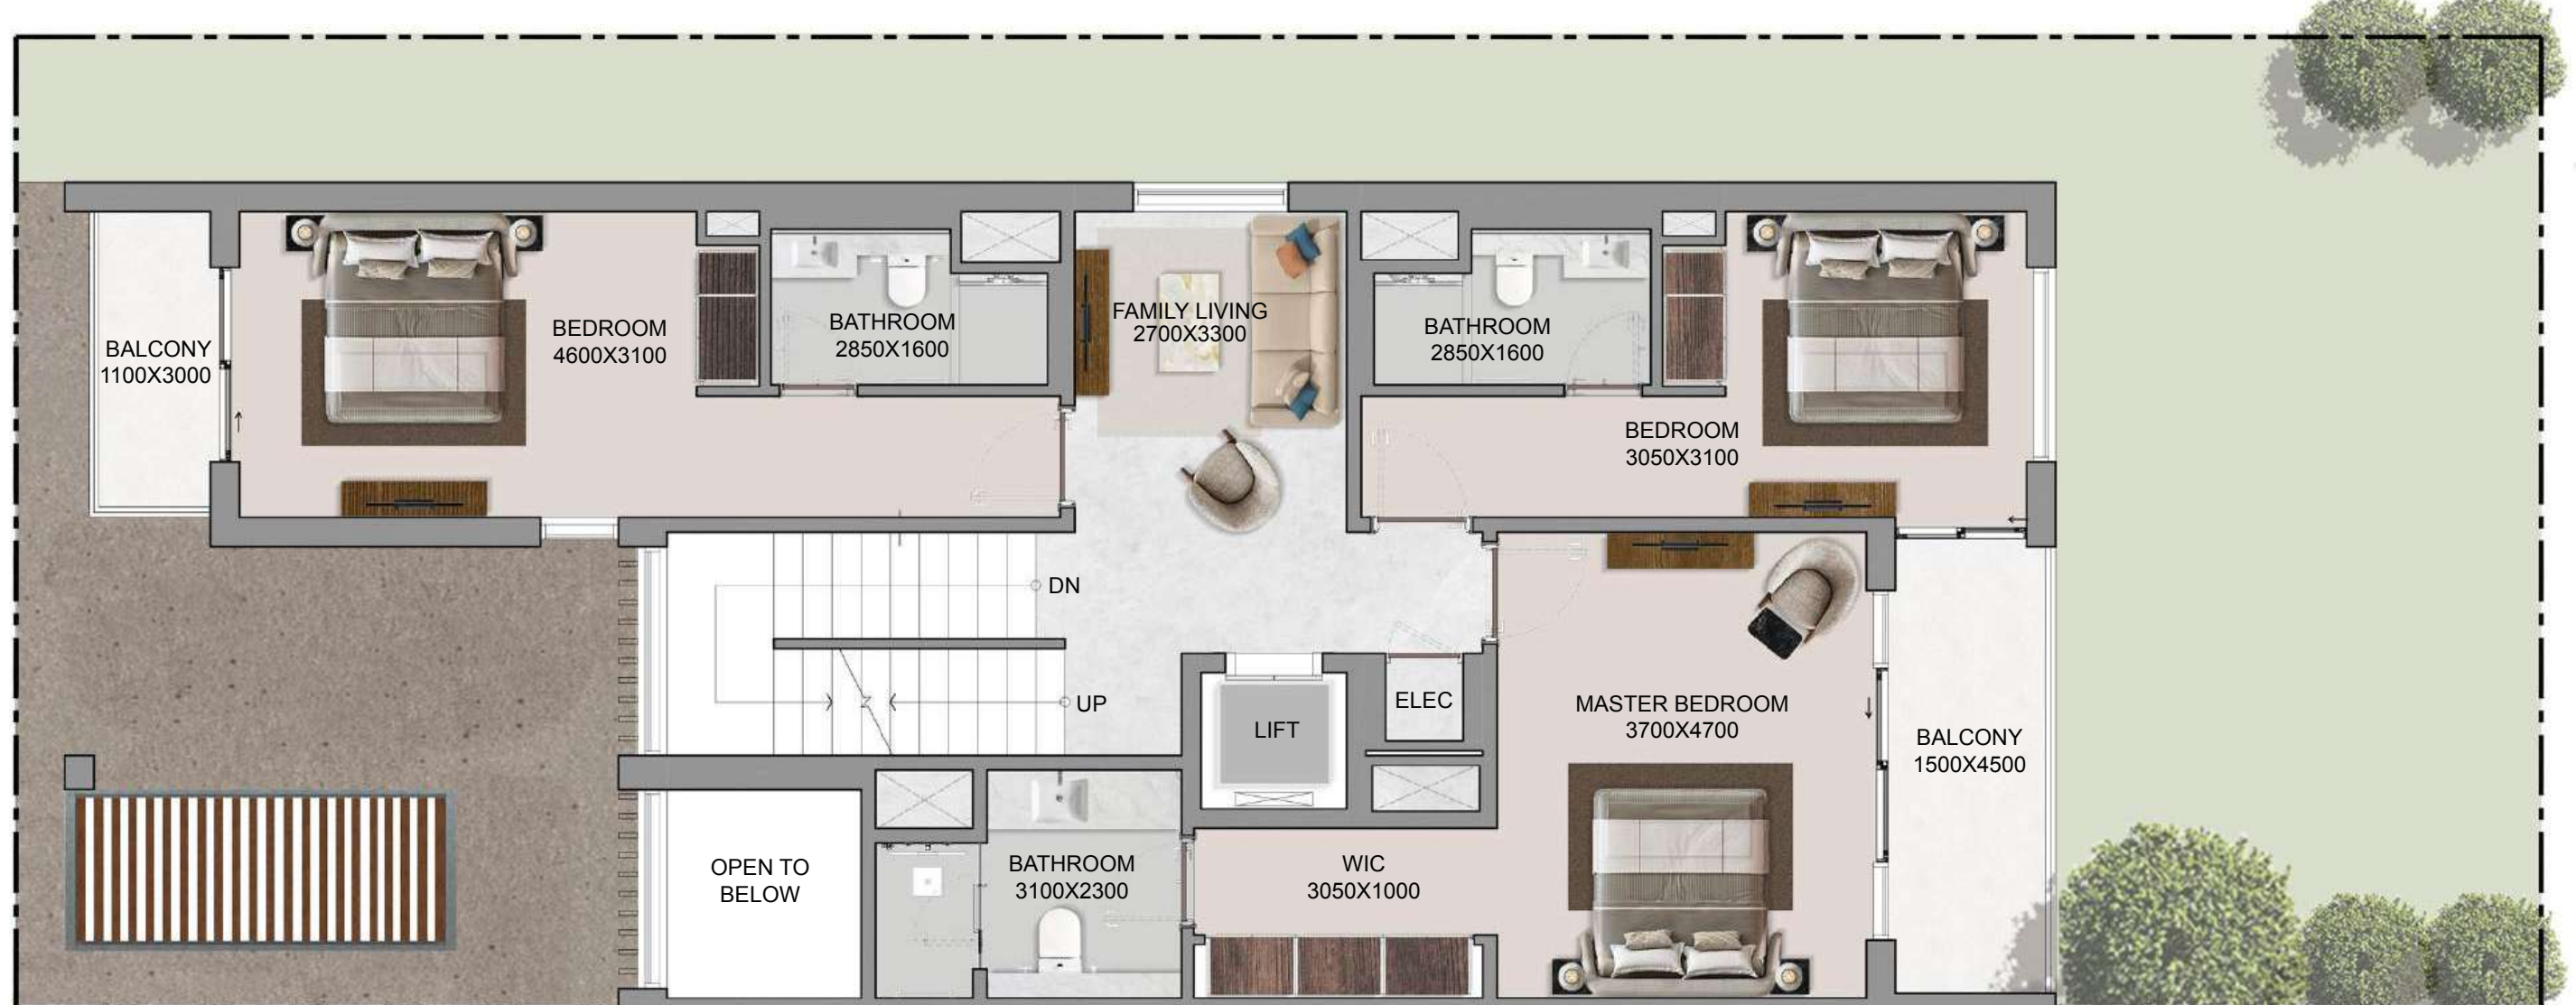 BALCONY
1100X3000
BEDROOM
4600X3100
BATHROOM
2850X1600
FAMILY LIVING
2700X3300
BATHROOM
2850X1600
BEDROOM
3050X3100
DN
UP
LIFT
ELEC
MASTER BEDROOM
3700X4700
BALCONY
1500X4500
OPEN TO
BELOW
BATHROOM
3100X2300
WIC
3050X1000